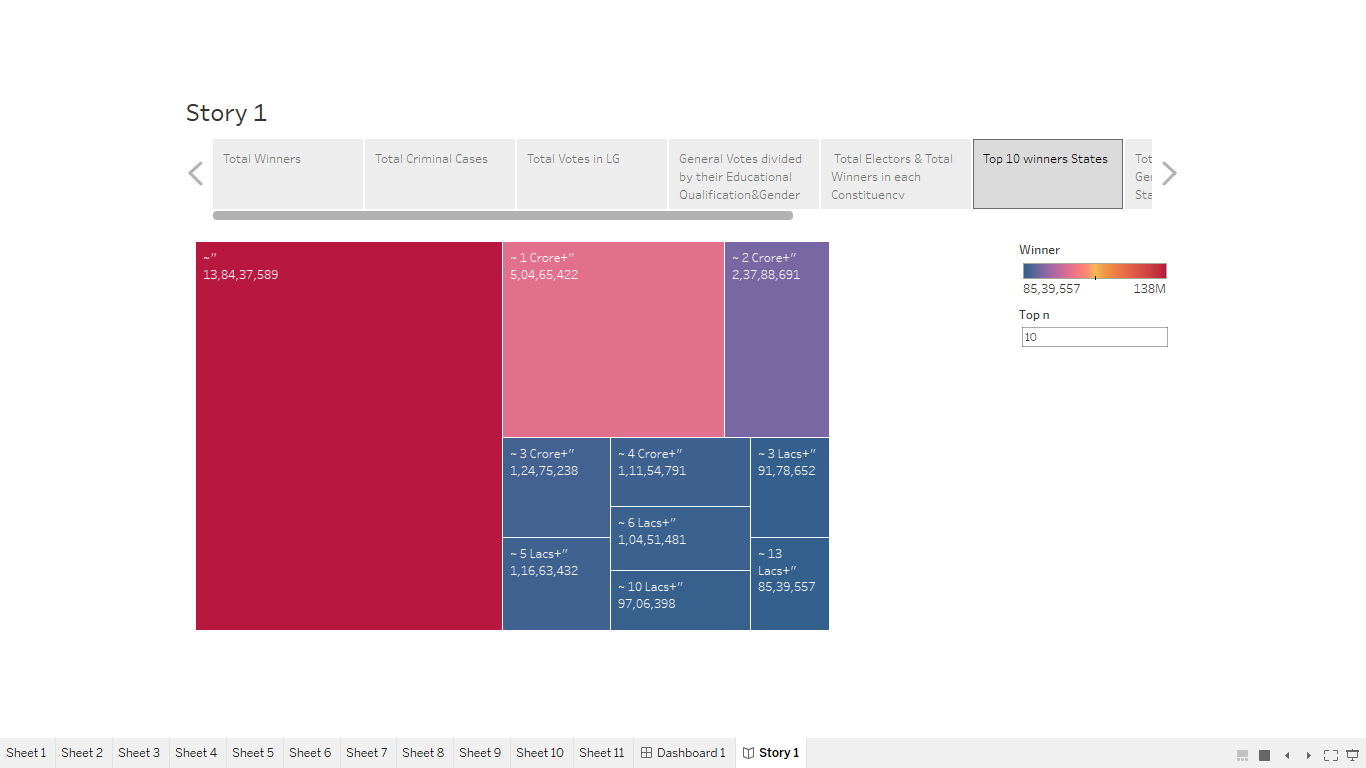 Story 1
Total Winners
Total Criminal Cases
Total Votes in LG
General Votes divided
by their Educational
Qualification&Gender
Total Electors & Total
Winners in each
Constituency
Top 10 winners States
Tot
Ger
Sta
~"
13,84,37,589
~ 1 Crore+"
5,04,65,422
~ 2 Crore+"
2,37,88,691
~ 3 Crore+"
1,24,75,238
~ 4 Crore+"
1,11,54,791
~ 3 Lacs+"
91,78,652
~ 6 Lacs+"
1,04,51,481
~ 5 Lacs+"
1,16,63,432
~ 10 Lacs+"
97,06,398
~ 13
Lacs+"
85,39,557
Winner
85,39,557 138M
Top n
10
Sheet 1 Sheet 2 Sheet 3 Sheet 4 Sheet 5 Sheet 6 Sheet 7 Sheet 8 Sheet 9 Sheet 10 Sheet 11 Dashboard 1 Story 1